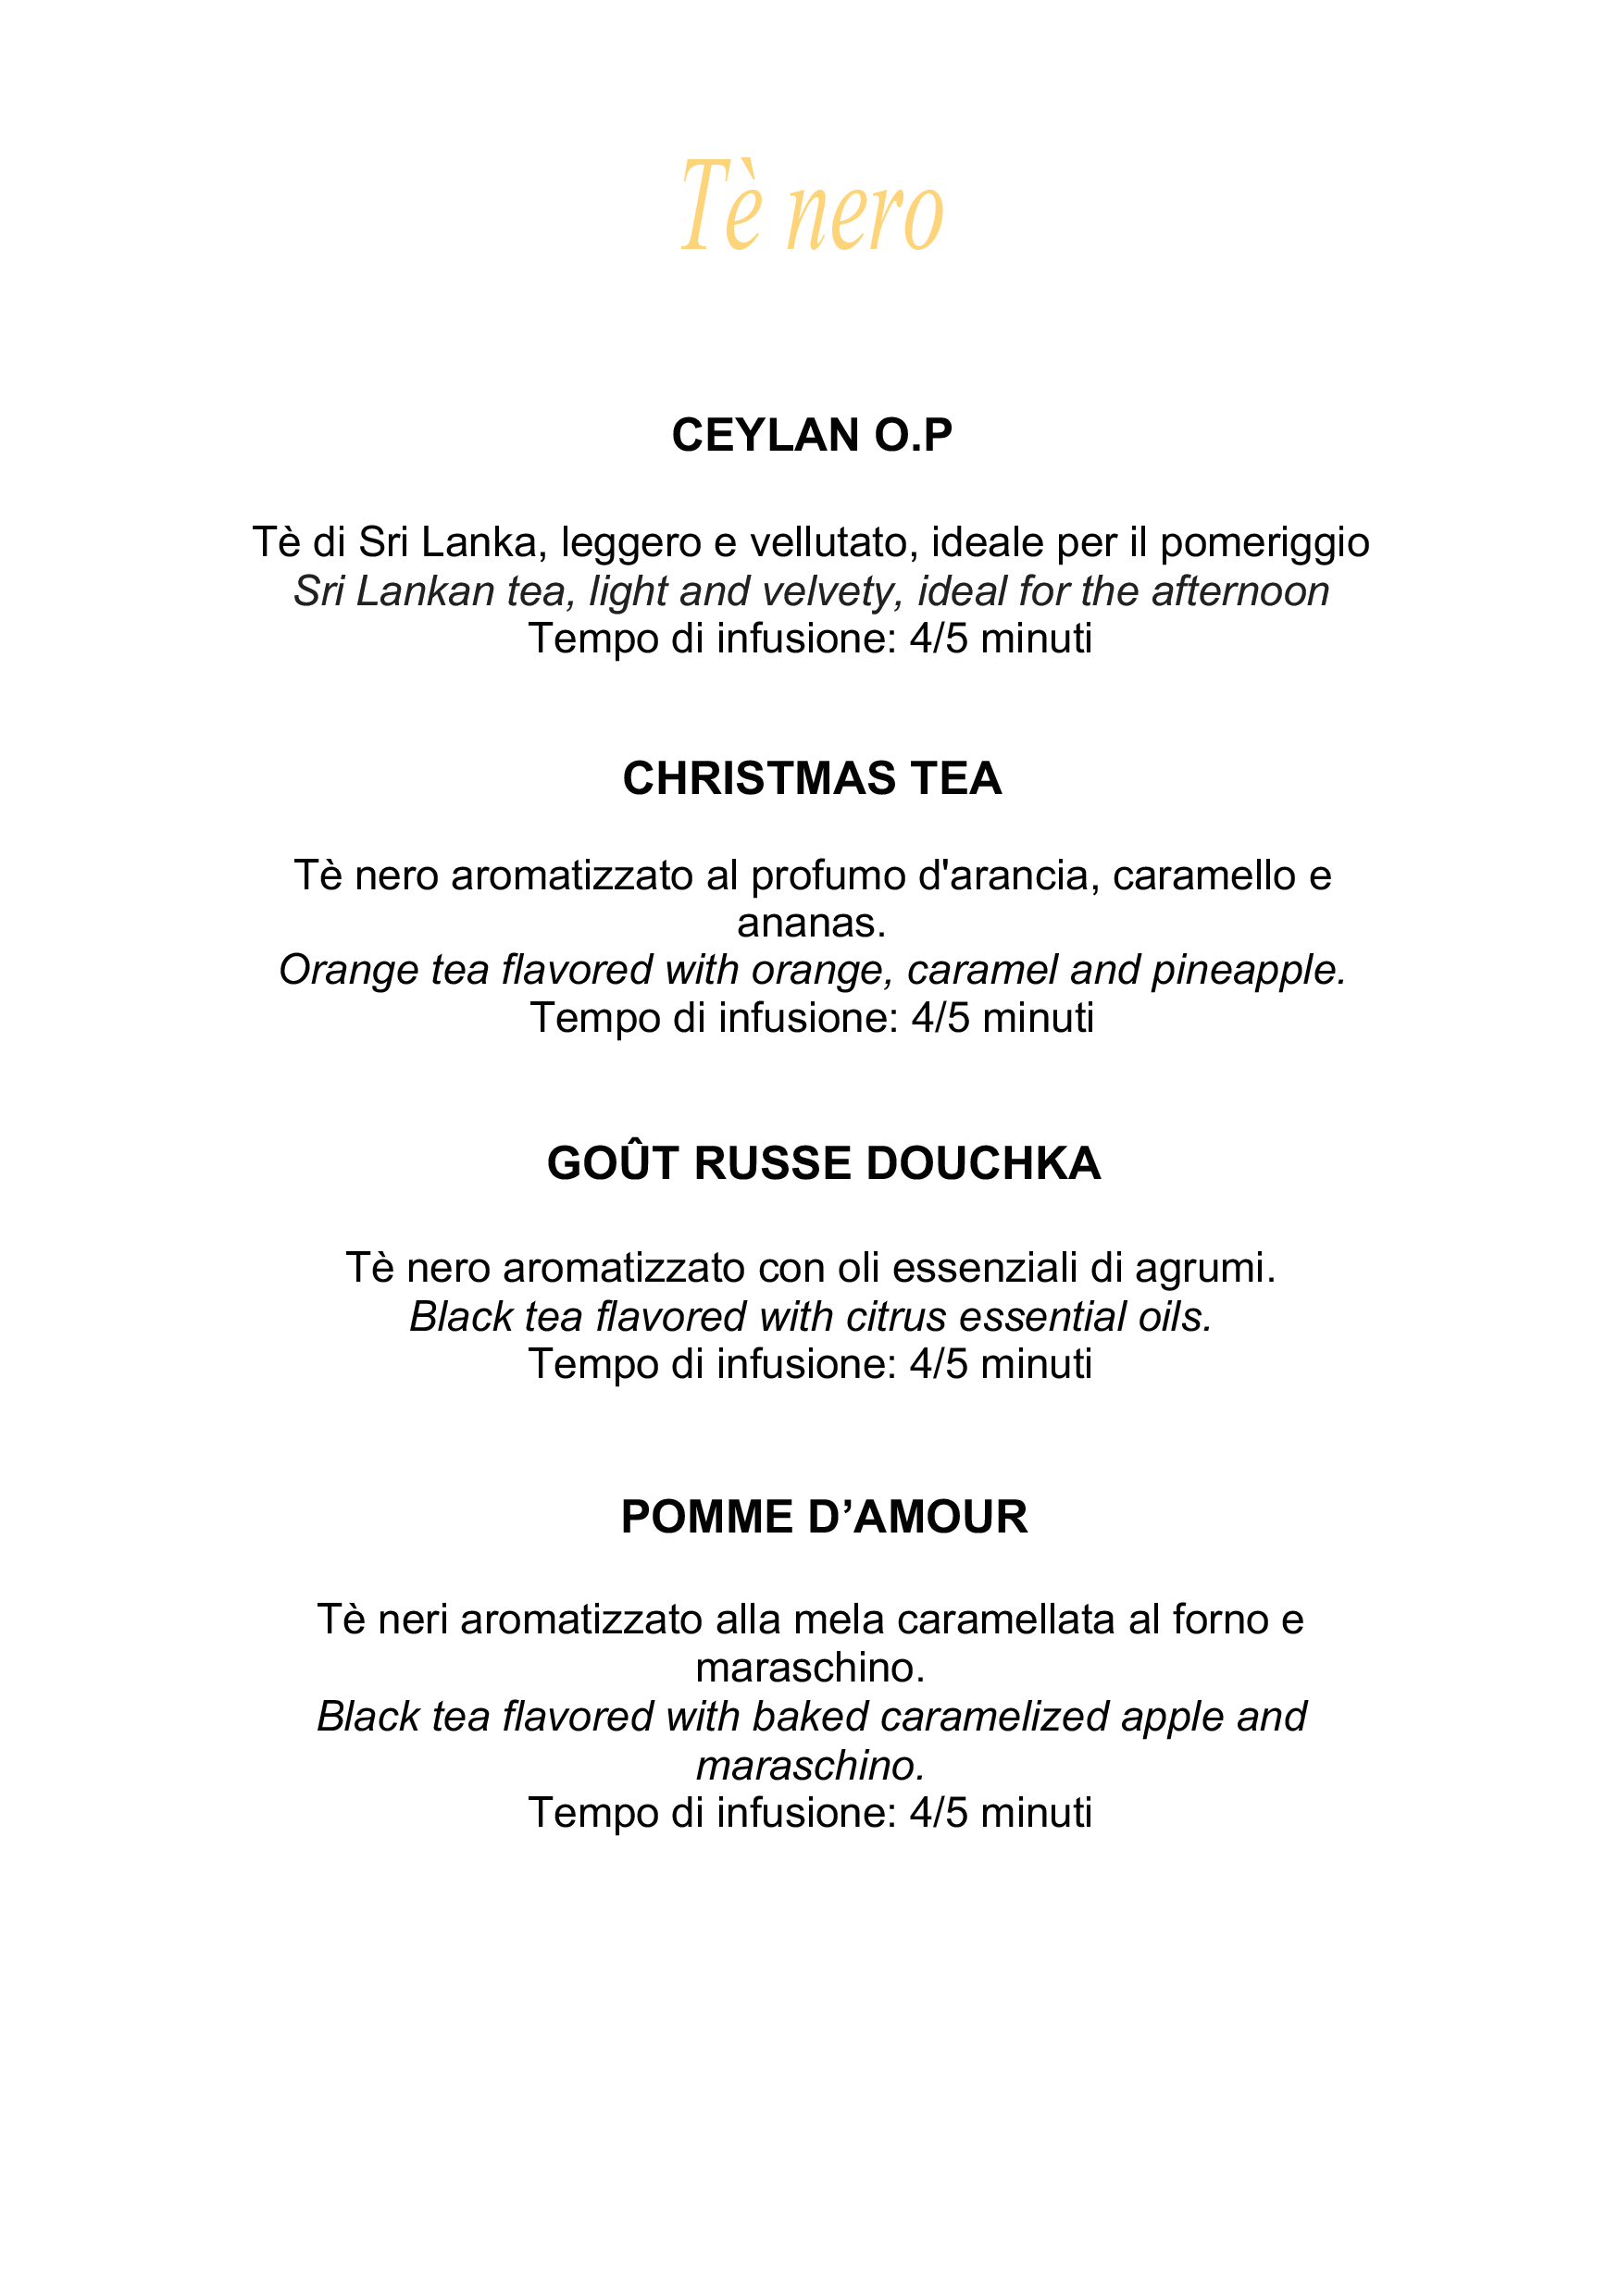 Tè nero
CEYLAN O.P
Tè di Sri Lanka, leggero e vellutato, ideale per il pomeriggio
Sri Lankan tea, light and velvety, ideal for the afternoon
Tempo di infusione: 4/5 minuti
CHRISTMAS TEA
Tè nero aromatizzato al profumo d'arancia, caramello e
ananas.
Orange tea flavored with orange, caramel and pineapple.
Tempo di infusione: 4/5 minuti
GOÛT RUSSE DOUCHKA
Tè nero aromatizzato con oli essenziali di agrumi.
Black tea flavored with citrus essential oils.
Tempo di infusione: 4/5 minuti
POMME D’AMOUR
Tè neri aromatizzato alla mela caramellata al forno e
maraschino.
Black tea flavored with baked caramelized apple and
maraschino.
Tempo di infusione: 4/5 minuti